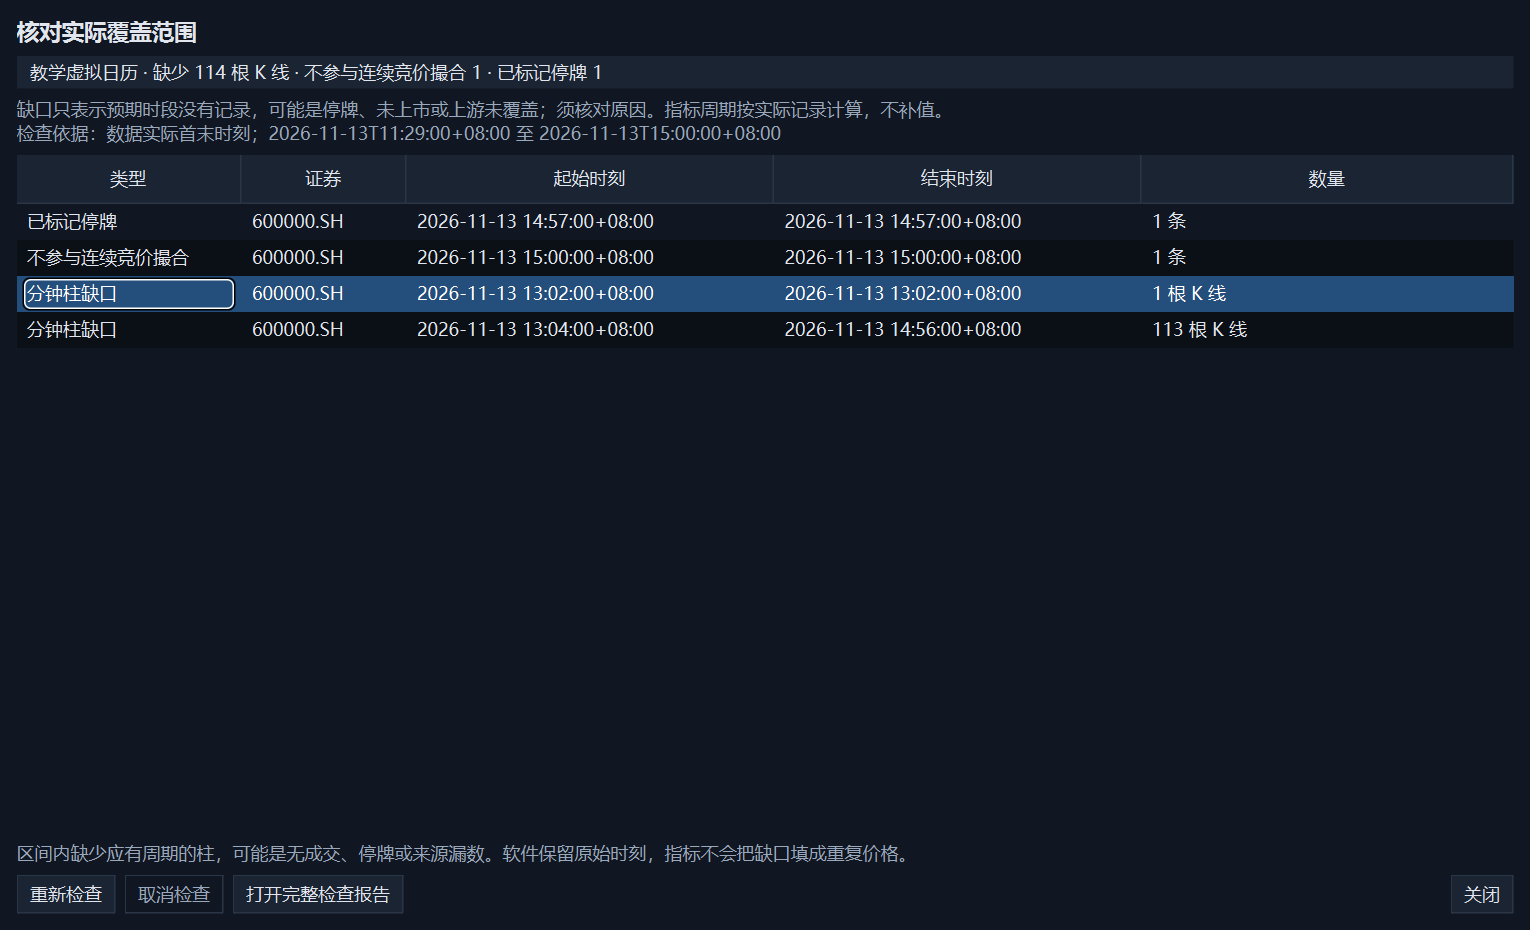 核对实际覆盖范围
教学虚拟日历 · 缺少 114 根 K 线 · 不参与连续竞价撮合 1 · 已标记停牌 1
缺口只表示预期时段没有记录，可能是停牌、未上市或上游未覆盖；须核对原因。指标周期按实际记录计算，不补值。
检查依据：数据实际首末时刻；2026-11-13T11:29:00+08:00 至 2026-11-13T15:00:00+08:00
类型 证券 起始时刻 结束时刻 数量
已标记停牌 600000.SH 2026-11-13 14:57:00+08:00 2026-11-13 14:57:00+08:00 1 条
不参与连续竞价撮合 600000.SH 2026-11-13 15:00:00+08:00 2026-11-13 15:00:00+08:00 1 条
分钟柱缺口 600000.SH 2026-11-13 13:02:00+08:00 2026-11-13 13:02:00+08:00 1 根 K 线
分钟柱缺口 600000.SH 2026-11-13 13:04:00+08:00 2026-11-13 14:56:00+08:00 113 根 K 线
区间内缺少应有周期的柱，可能是无成交、停牌或来源漏数。软件保留原始时刻，指标不会把缺口填成重复价格。
重新检查 取消检查 打开完整检查报告 关闭